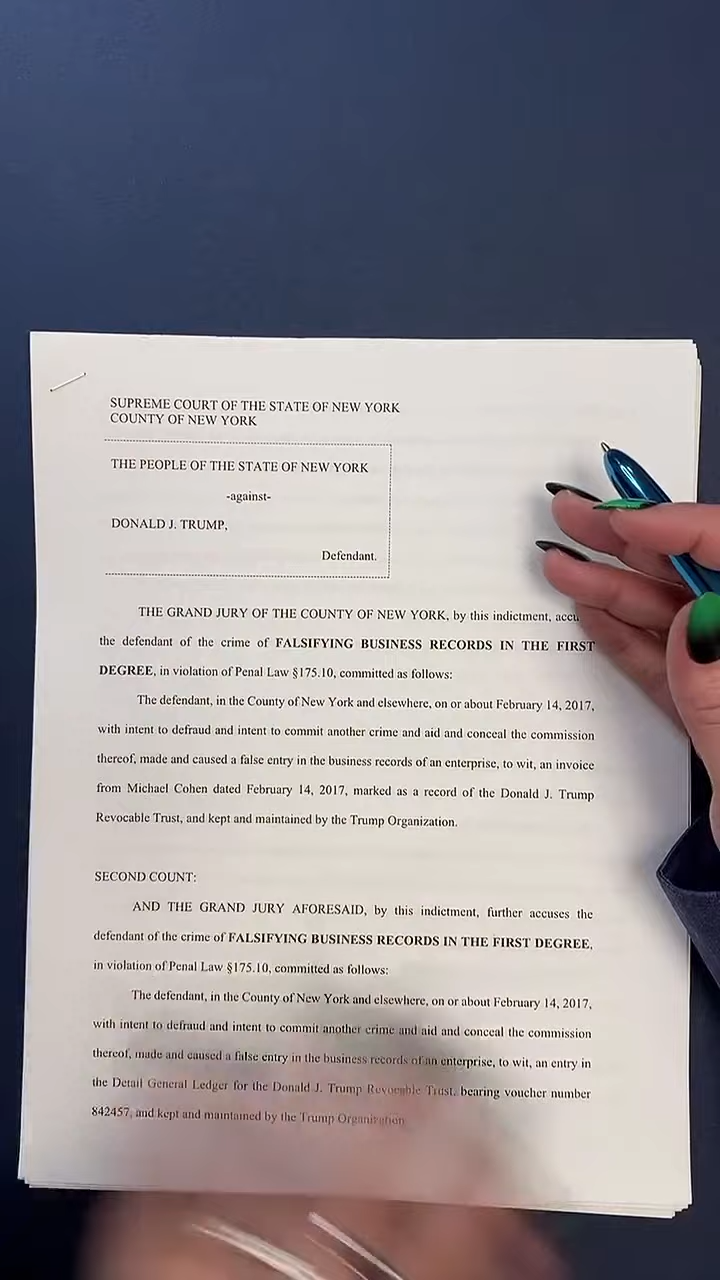 SUPREME COURT OF THE STATE OF NEW YORK
COUNTY OF NEW YORK
THE PEOPLE OF THE STATE OF NEW YORK
-against-
DONALD J. TRUMP,
Defendant.
THE GRAND JURY OF THE COUNTY OF NEW YORK, by this indictment,
the defendant of the crime of FALSIFYING BUSINESS RECORDS IN THE FIRST
DEGREE, in violation of Penal Law §175.10, committed as follows:
The defendant, in the County of New York and elsewhere, on or about February 14, 2017,
with intent to defraud and intent to commit another crime and aid and conceal the commission
thereof, made and caused a false entry in the business records of an enterprise, to wit, an invoice
from Michael Cohen dated February 14, 2017, marked as a record of the Donald J. Trump
Revocable Trust, and kept and maintained by the Trump Organization.
SECOND COUNT:
AND THE GRAND JURY AFORESAID, by this indictment, further accuses the
defendant of the crime of FALSIFYING BUSINESS RECORDS IN THE FIRST DEGREE,
in violation of Penal Law §175.10, committed as follows:
The defendant, in the County of New York and elsewhere, on or about February 14, 2017,
with intent to defraud and intent to commit another crime and aid and conceal the commission
thereof, made and caused a false entry in the business records of an enterprise, to wit, an entry in
the Detail General Ledger for the Donald J. Trump Revocable Trust, bearing voucher number
842457, and kept and maintained by the Trump Organization